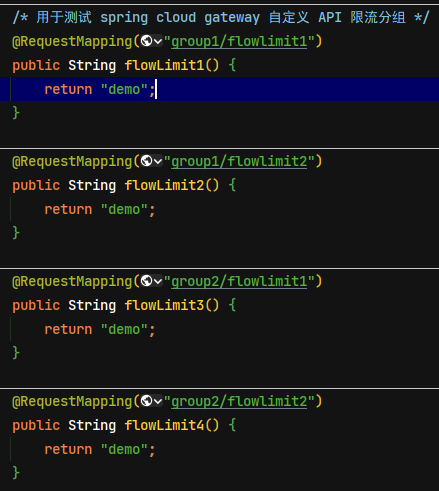 /* 用于测试 spring cloud gateway 自定义 API 限流分组 */
@RequestMapping("group1/flowlimit1")
public String flowLimit1() {
return "demo";
}
@RequestMapping("group1/flowlimit2")
public String flowLimit2() {
return "demo";
}
@RequestMapping("group2/flowlimit1")
public String flowLimit3() {
return "demo";
}
@RequestMapping("group2/flowlimit2")
public String flowLimit4() {
return "demo";
}